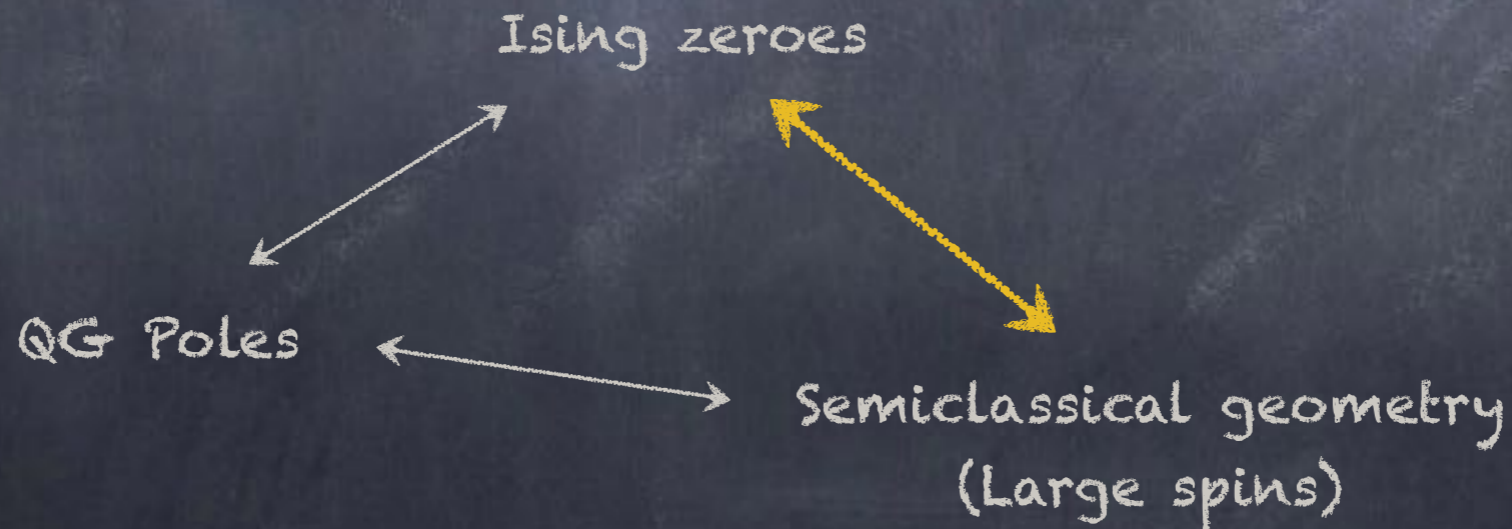 Ising zeroes
QG Poles
Semiclassical geometry
(Large spins)